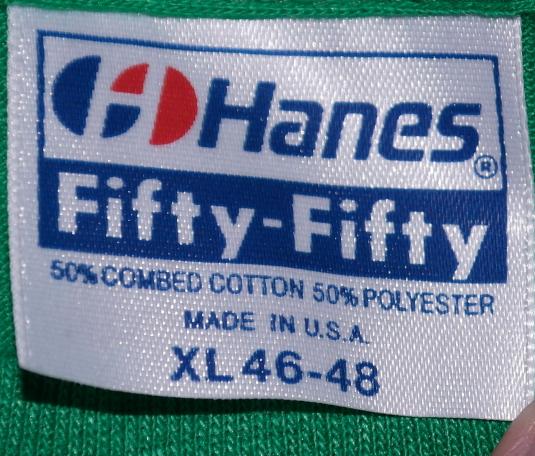 Hanes®
Fifty-Fifty
50% COMBED COTTON 50% POLYESTER
MADE IN U.S.A.
XL 46-48